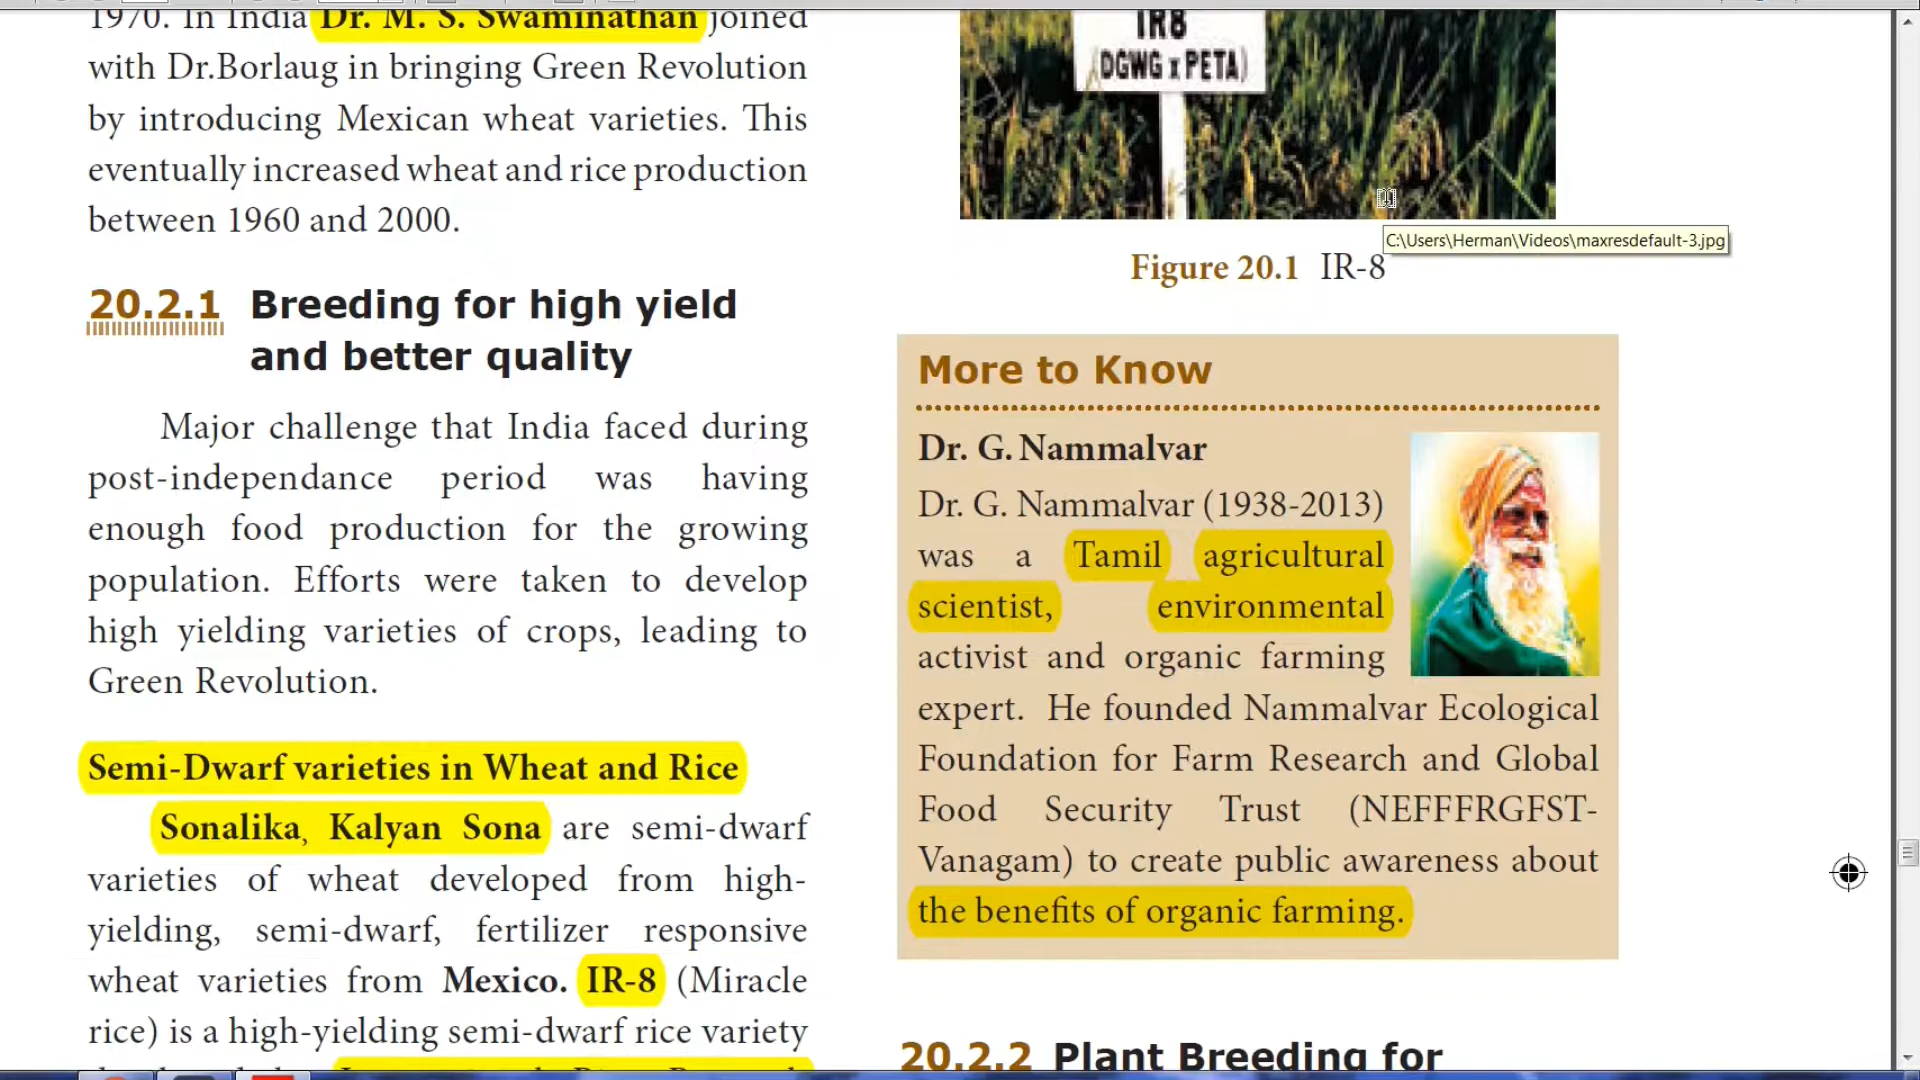 1970. In India Dr. M. S. Swaminathan joined
with Dr.Borlaug in bringing Green Revolution
by introducing Mexican wheat varieties. This
eventually increased wheat and rice production
between 1960 and 2000.
20.2.1 Breeding for high yield
and better quality
Major challenge that India faced during
post-independance period was having
enough food production for the growing
population. Efforts were taken to develop
high yielding varieties of crops, leading to
Green Revolution.
Semi-Dwarf varieties in Wheat and Rice
Sonalika, Kalyan Sona are semi-dwarf
varieties of wheat developed from high-
yielding, semi-dwarf, fertilizer responsive
wheat varieties from Mexico. IR-8 (Miracle
rice) is a high-yielding semi-dwarf rice variety
IR8
(DGWG x PETA)
C:\Users\Herman\Videos\maxresdefault-3.jpg
Figure 20.1 IR-8
More to Know
Dr. G. Nammalvar
Dr. G. Nammalvar (1938-2013)
was a Tamil agricultural
scientist, environmental
activist and organic farming
expert. He founded Nammalvar Ecological
Foundation for Farm Research and Global
Food Security Trust (NEFFFRGFST-
Vanagam) to create public awareness about
the benefits of organic farming.
20.2.2 Plant Breeding for